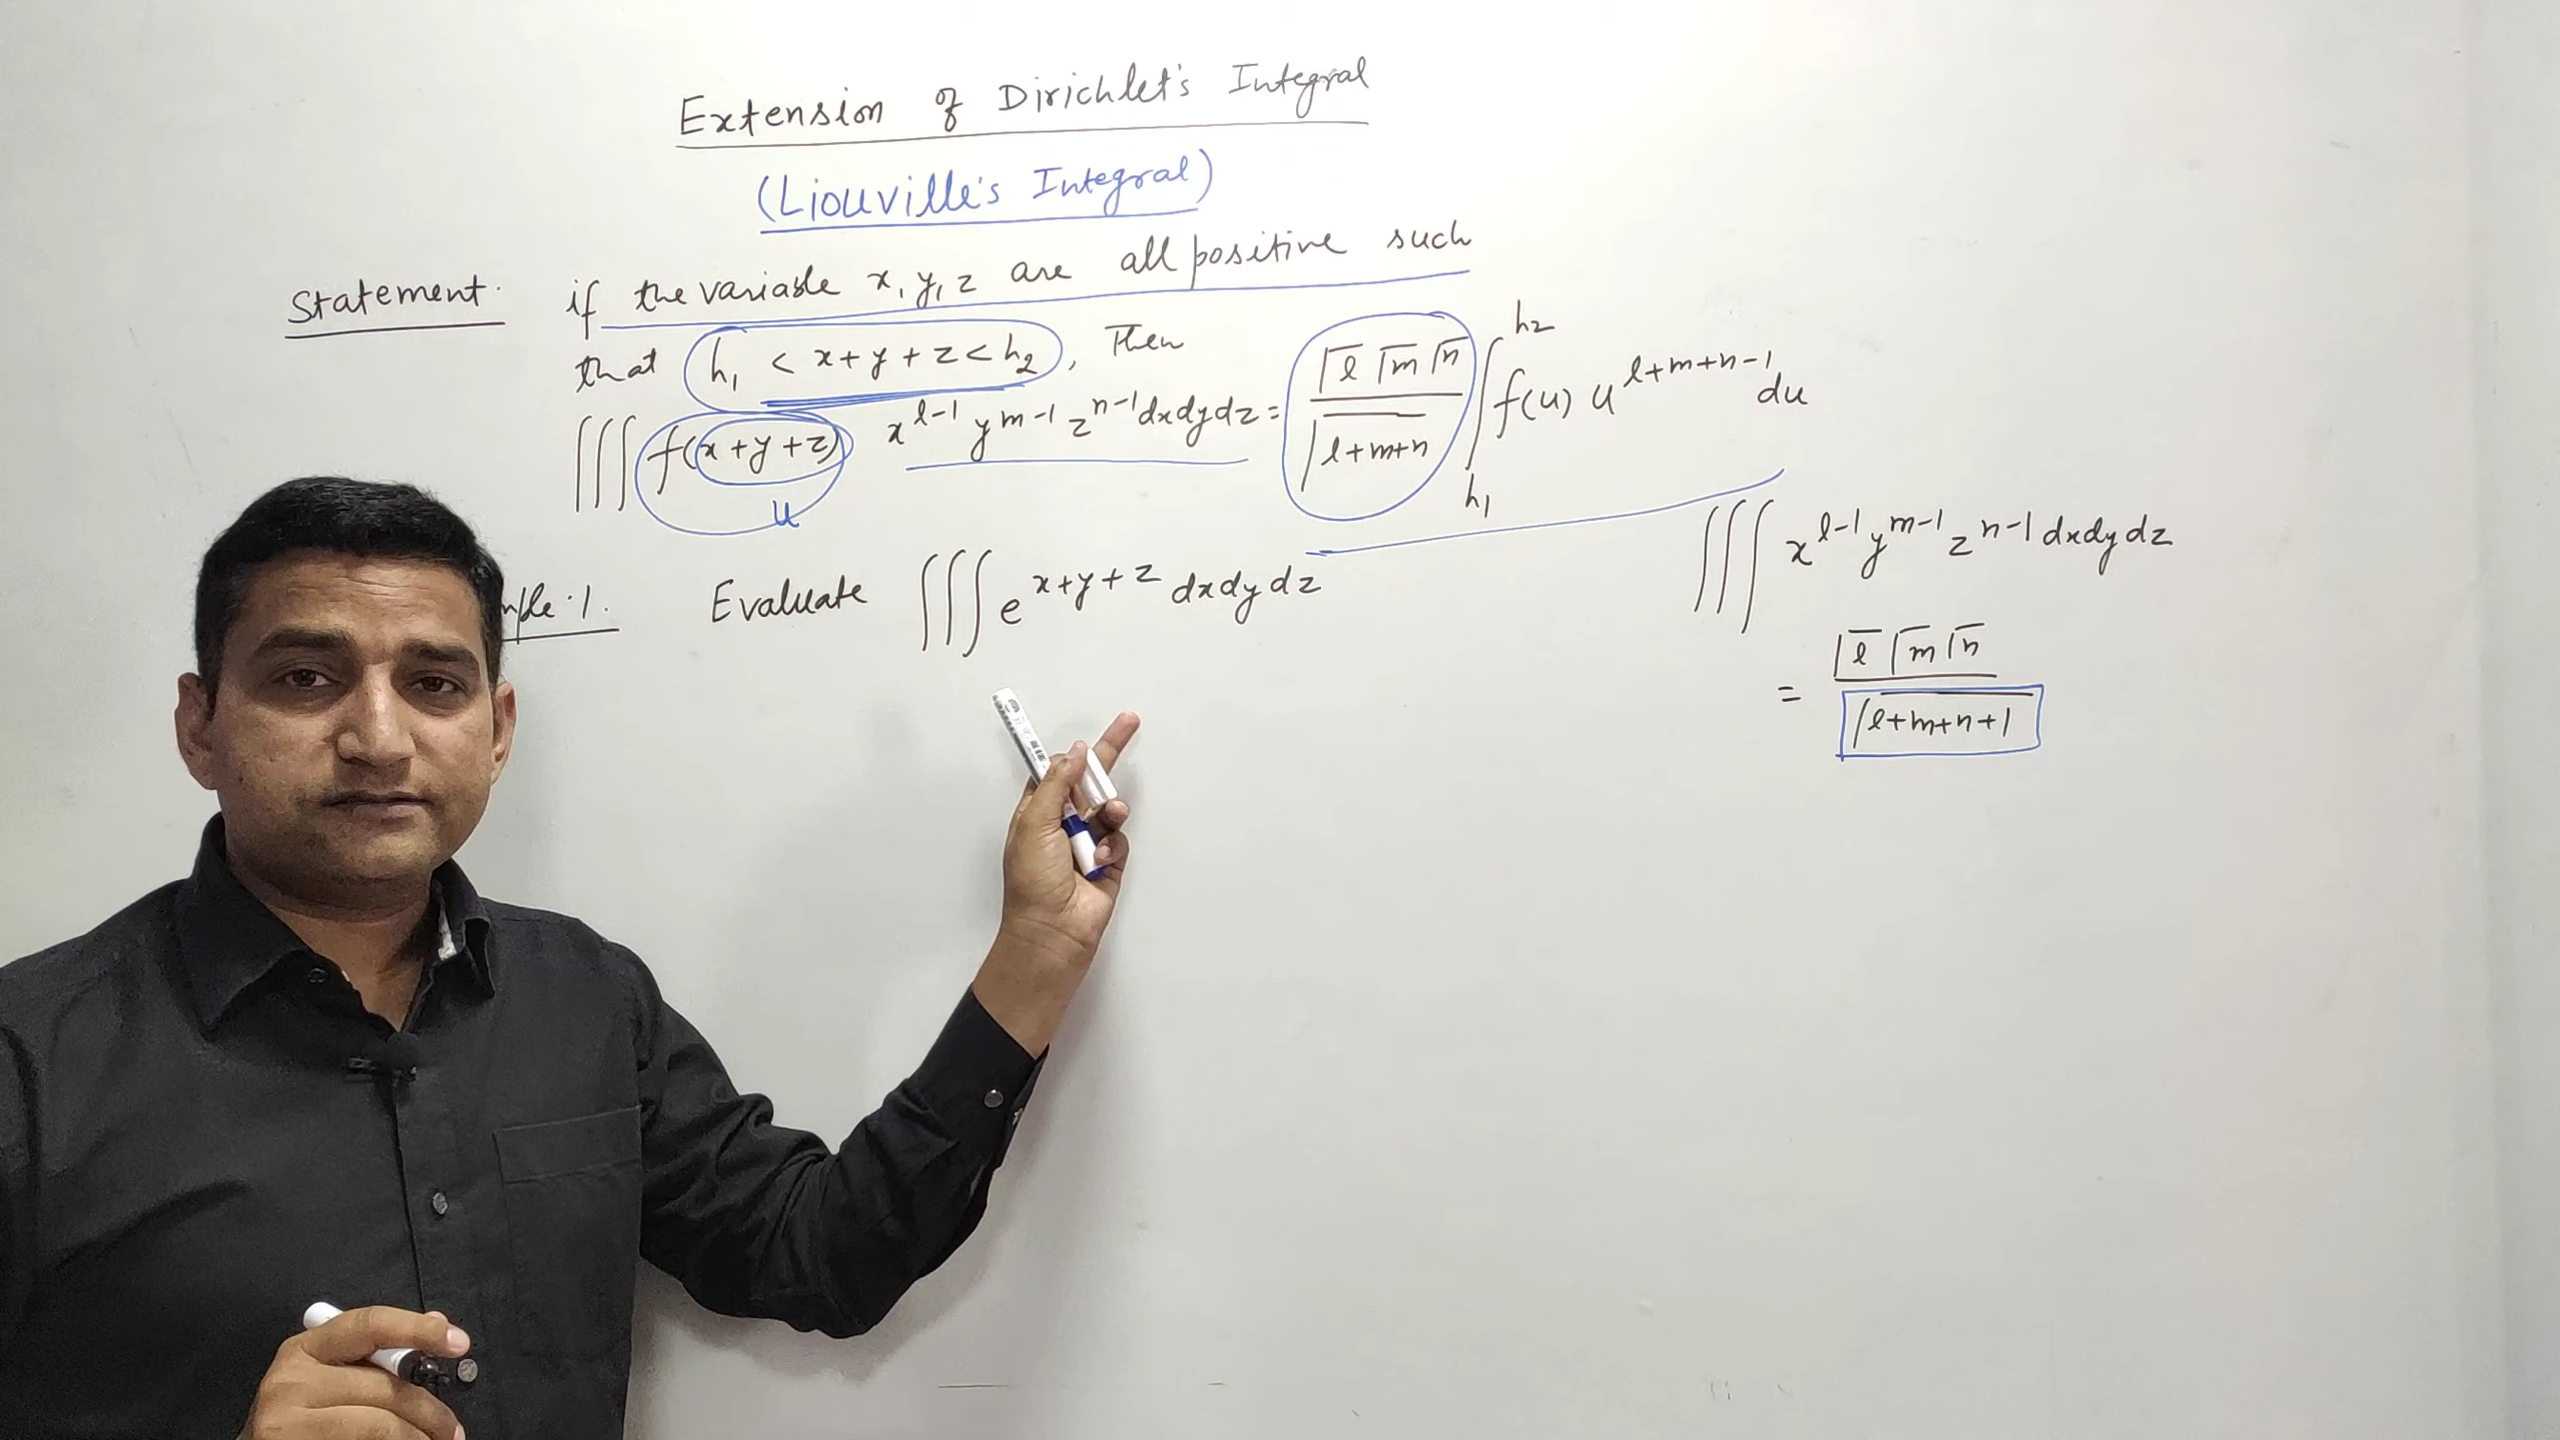 Extension of Dirichlet's Integral
(Liouville's Integral)
Statement. if the variable x, y, z are all positive such
that h₁ < x+y+z < h₂, Then
∭ f(x+y+z) x^{l-1} y^{m-1} z^{n-1} dxdydz = Γl Γm Γn / Γl+m+n ∫_{h₁}^{h₂} f(u) u^{l+m+n-1} du
u
Evaluate ∭ e^{x+y+z} dxdydz
∭ x^{l-1} y^{m-1} z^{n-1} dxdydz
= Γl Γm Γn / Γl+m+n+1